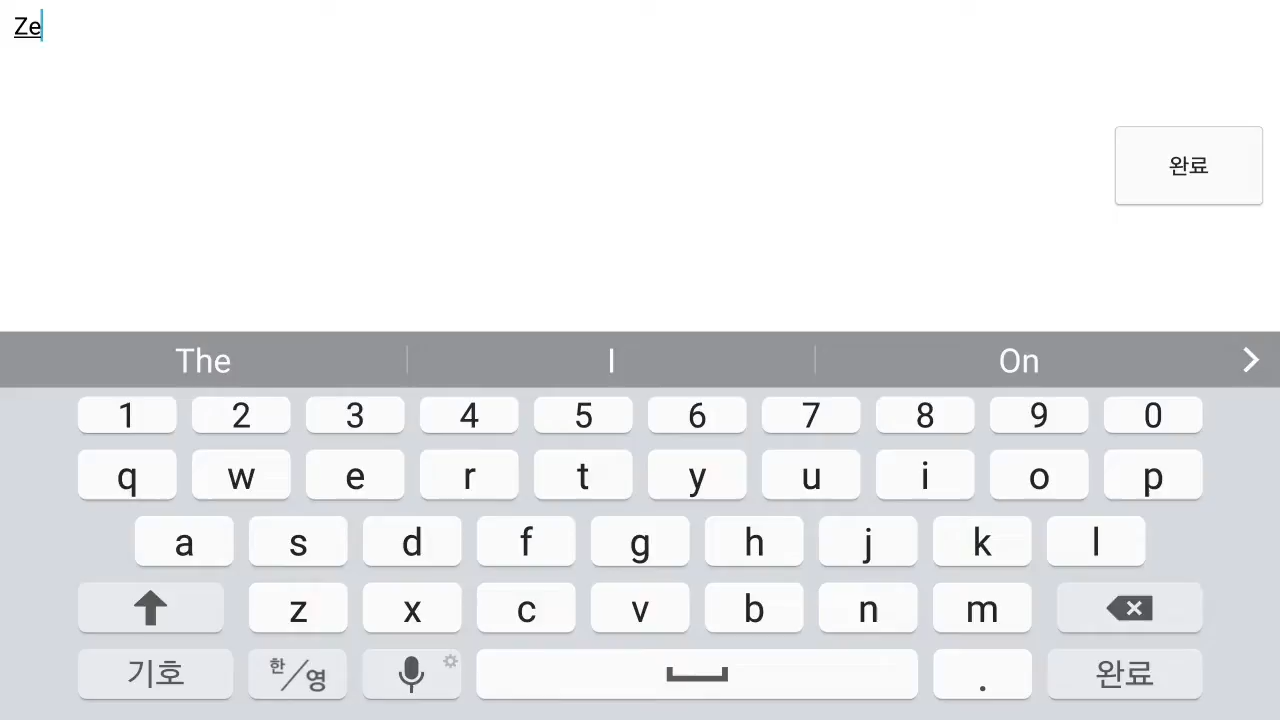 Ze
완료
The I On
1 2 3 4 5 6 7 8 9 0
q w e r t y u i o p
a s d f g h j k l
z x c v b n m
기호 한/영 . 완료